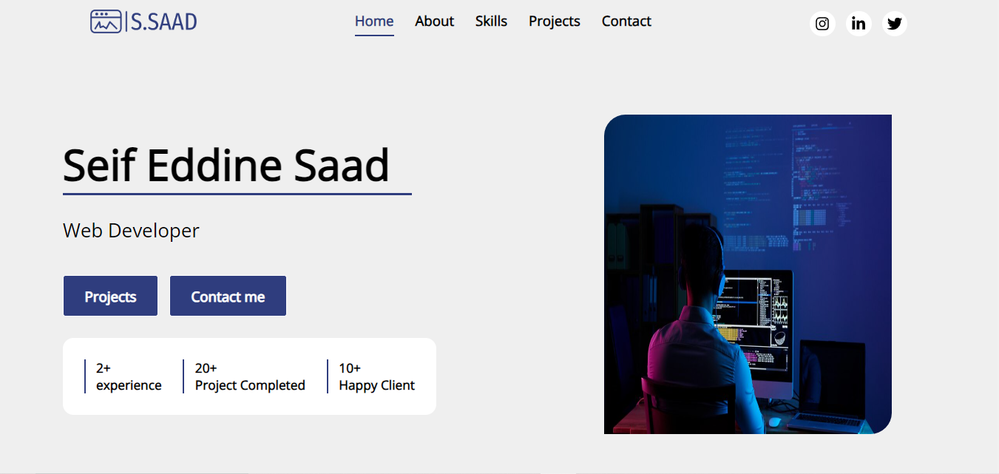 S.SAAD
Home About Skills Projects Contact
Seif Eddine Saad
Web Developer
Projects Contact me
2+
experience
20+
Project Completed
10+
Happy Client